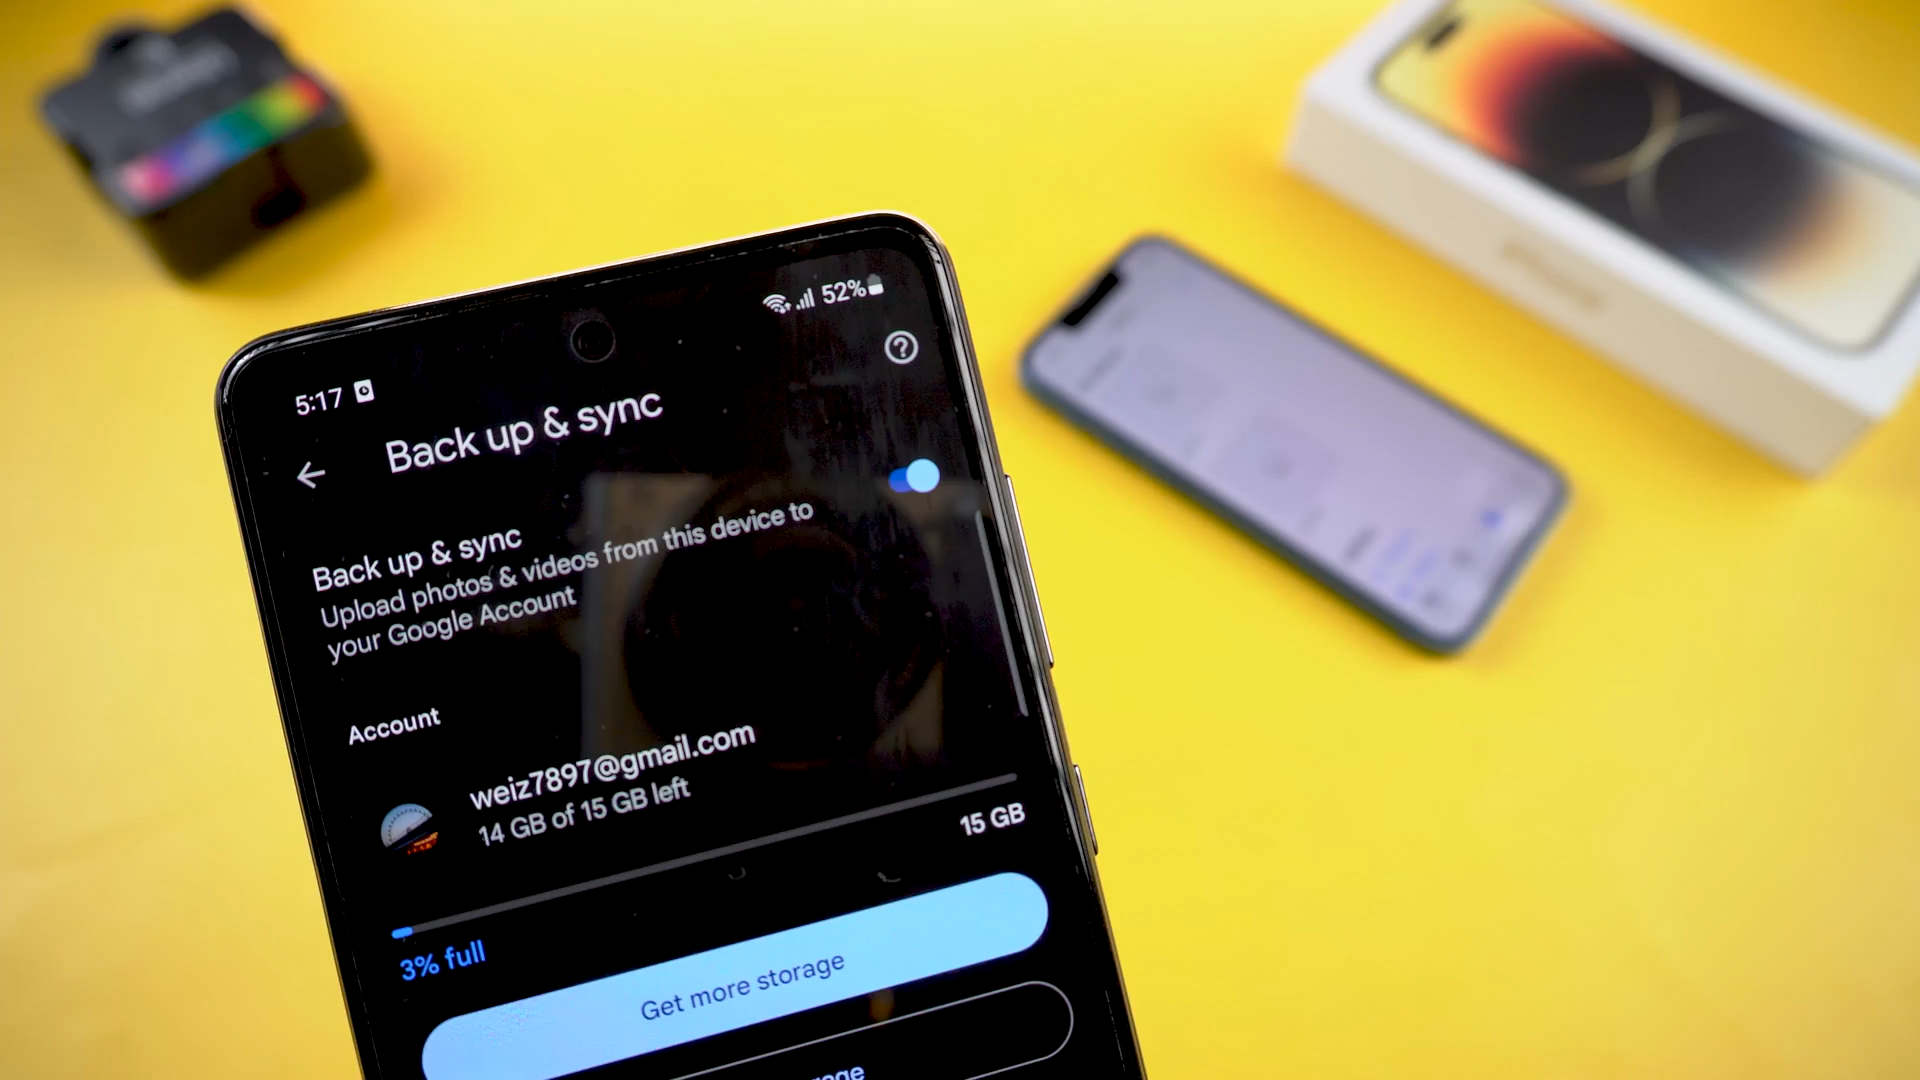 52%
5:17
Back up & sync
Back up & sync
Upload photos & videos from this device to
your Google Account
Account
weiz7897@gmail.com
14 GB of 15 GB left
15 GB
3% full
Get more storage